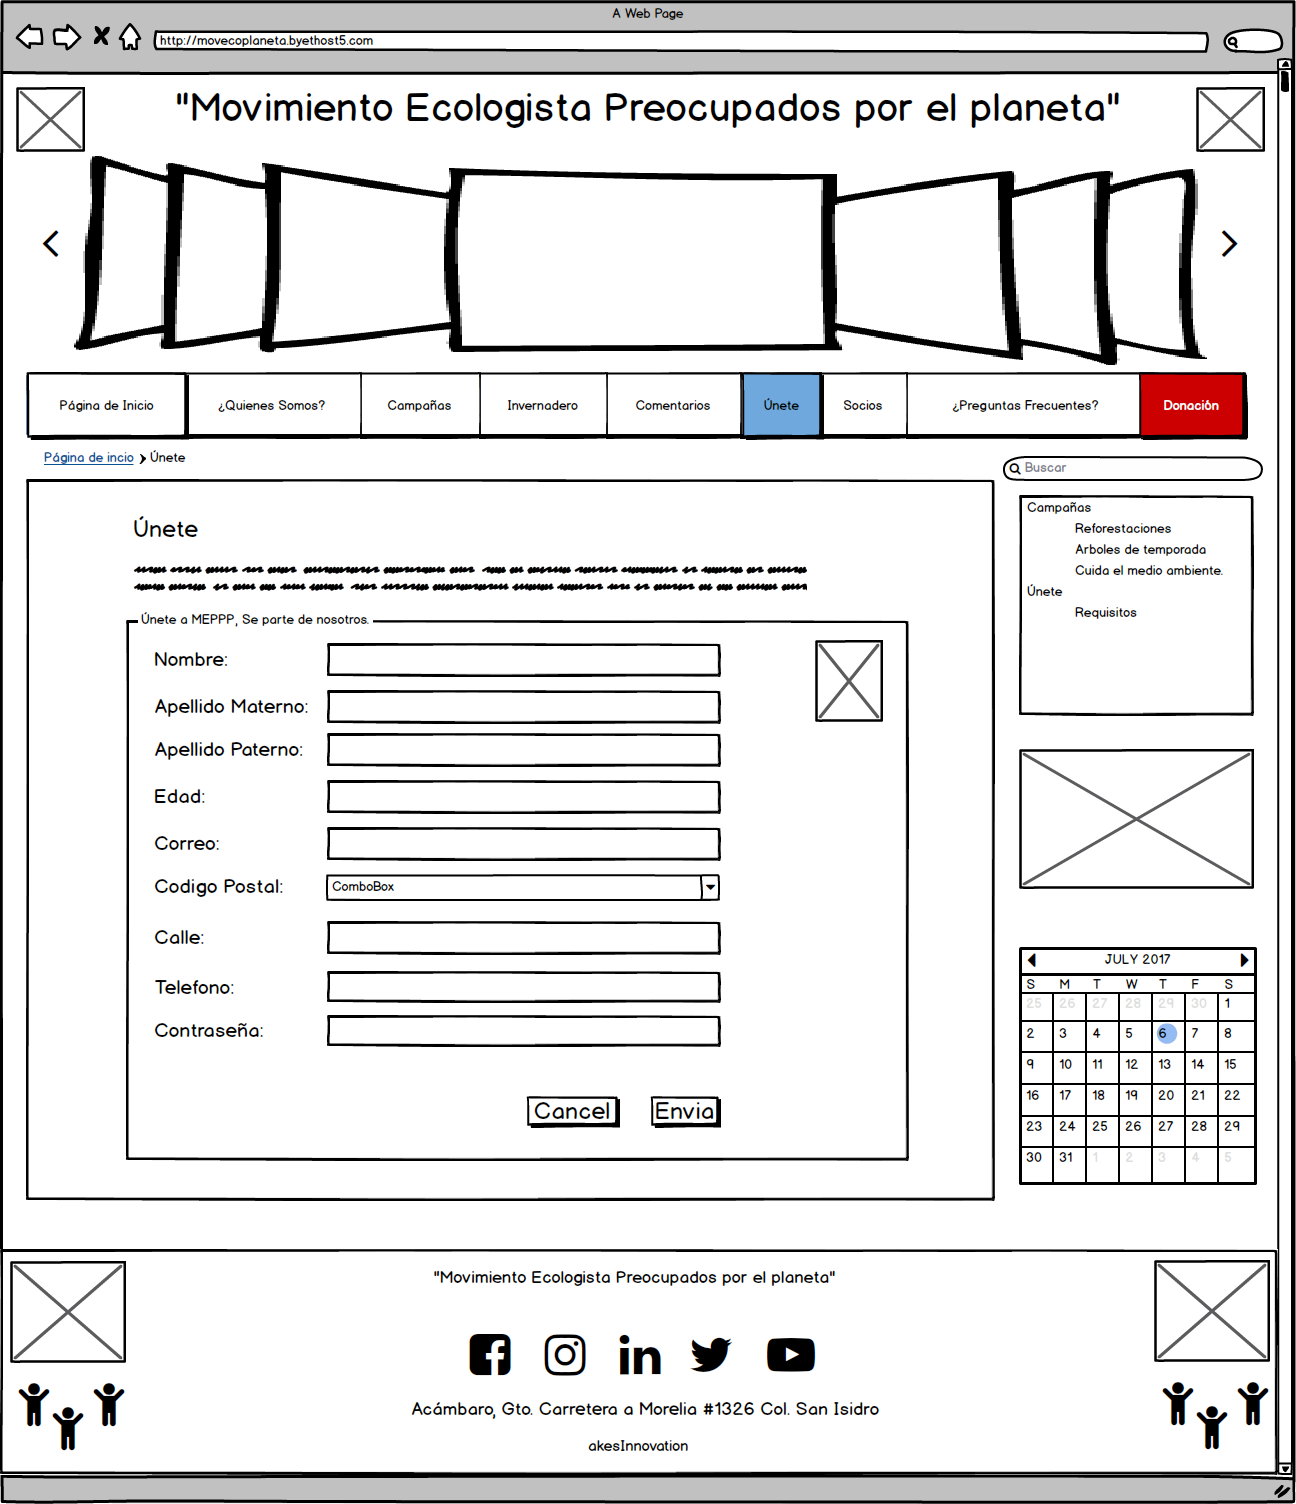 A Web Page
http://movecoplaneta.byethost5.com
"Movimiento Ecologista Preocupados por el planeta"
Página de Inicio ¿Quienes Somos? Campañas Invernadero Comentarios Únete Socios ¿Preguntas Frecuentes? Donación
Página de incio Únete
Buscar
Únete
Únete a MEPPP, Se parte de nosotros.
Nombre:
Apellido Materno:
Apellido Paterno:
Edad:
Correo:
Codigo Postal: ComboBox
Calle:
Telefono:
Contraseña:
Cancel Envia
Campañas
Reforestaciones
Arboles de temporada
Cuida el medio ambiente.
Únete
Requisitos
JULY 2017
S M T W T F S
25 26 27 28 29 30 1
2 3 4 5 6 7 8
9 10 11 12 13 14 15
16 17 18 19 20 21 22
23 24 25 26 27 28 29
30 31 1 2 3 4 5
"Movimiento Ecologista Preocupados por el planeta"
Acámbaro, Gto. Carretera a Morelia #1326 Col. San Isidro
akesInnovation